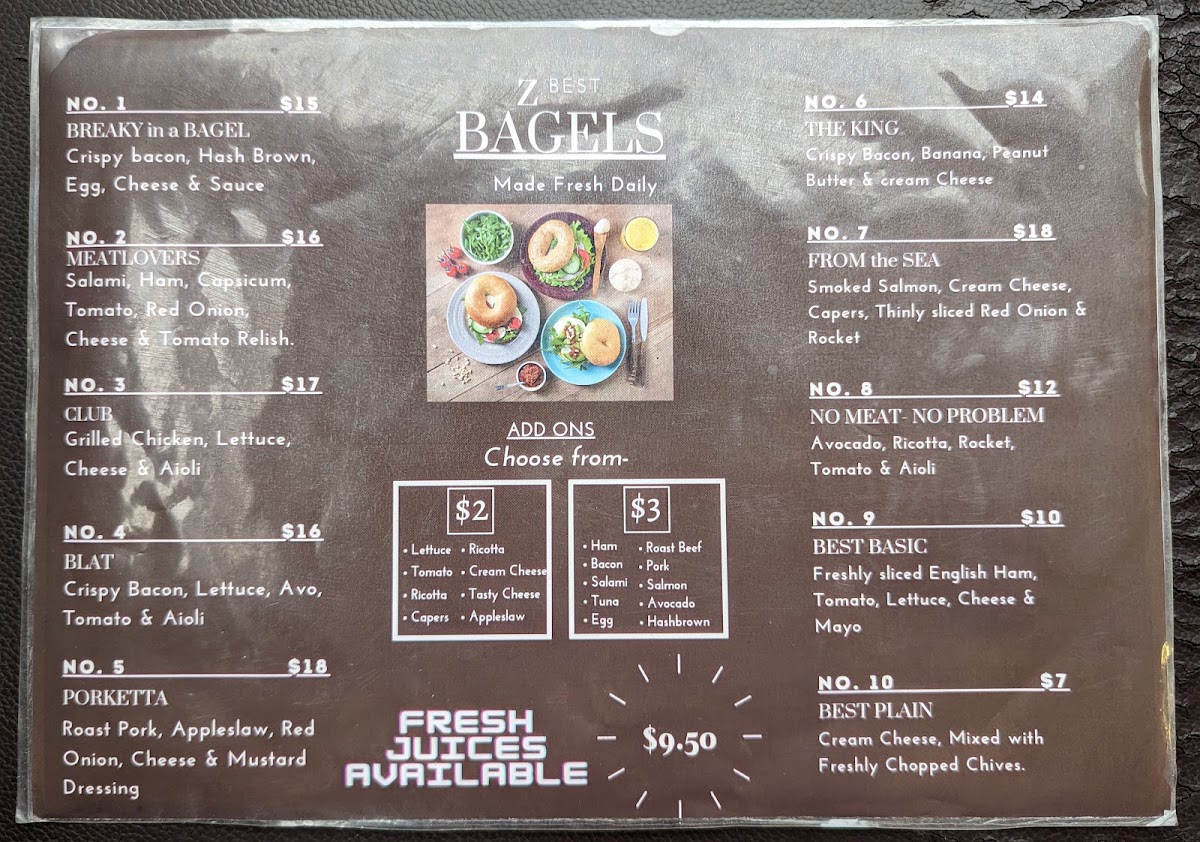 NO. 1 $15
BREAKY in a BAGEL
Crispy bacon, Hash Brown,
Egg, Cheese & Sauce
NO. 2 $16
MEATLOVERS
Salami, Ham, Capsicum,
Tomato, Red Onion,
Cheese & Tomato Relish.
NO. 3 $17
CLUB
Grilled Chicken, Lettuce,
Cheese & Aioli
NO. 4 $16
BLAT
Crispy Bacon, Lettuce, Avo,
Tomato & Aioli
NO. 5 $18
PORKETTA
Roast Pork, Appleslaw, Red
Onion, Cheese & Mustard
Dressing
Z BEST
BAGELS
Made Fresh Daily
ADD ONS
Choose from-
$2
• Lettuce • Ricotta
• Tomato • Cream Cheese
• Ricotta • Tasty Cheese
• Capers • Appleslaw
$3
• Ham • Roast Beef
• Bacon • Pork
• Salami • Salmon
• Tuna • Avocado
• Egg • Hashbrown
FRESH
JUICES
AVAILABLE
$9.50
NO. 6 $14
THE KING
Crispy Bacon, Banana, Peanut
Butter & cream Cheese
NO. 7 $18
FROM the SEA
Smoked Salmon, Cream Cheese,
Capers, Thinly sliced Red Onion &
Rocket
NO. 8 $12
NO MEAT- NO PROBLEM
Avocado, Ricotta, Rocket,
Tomato & Aioli
NO. 9 $10
BEST BASIC
Freshly sliced English Ham,
Tomato, Lettuce, Cheese &
Mayo
NO. 10 $7
BEST PLAIN
Cream Cheese, Mixed with
Freshly Chopped Chives.